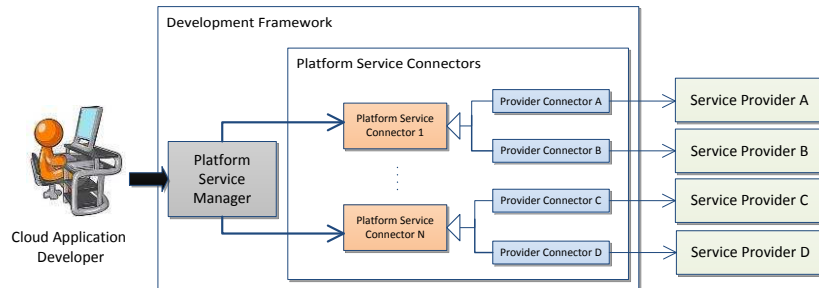 Development Framework
Platform Service Connectors
Platform Service
Connector 1
Provider Connector A
Provider Connector B
Service Provider A
Service Provider B
Platform
Service
Manager
Cloud Application
Developer
Platform Service
Connector N
Provider Connector C
Provider Connector D
Service Provider C
Service Provider D